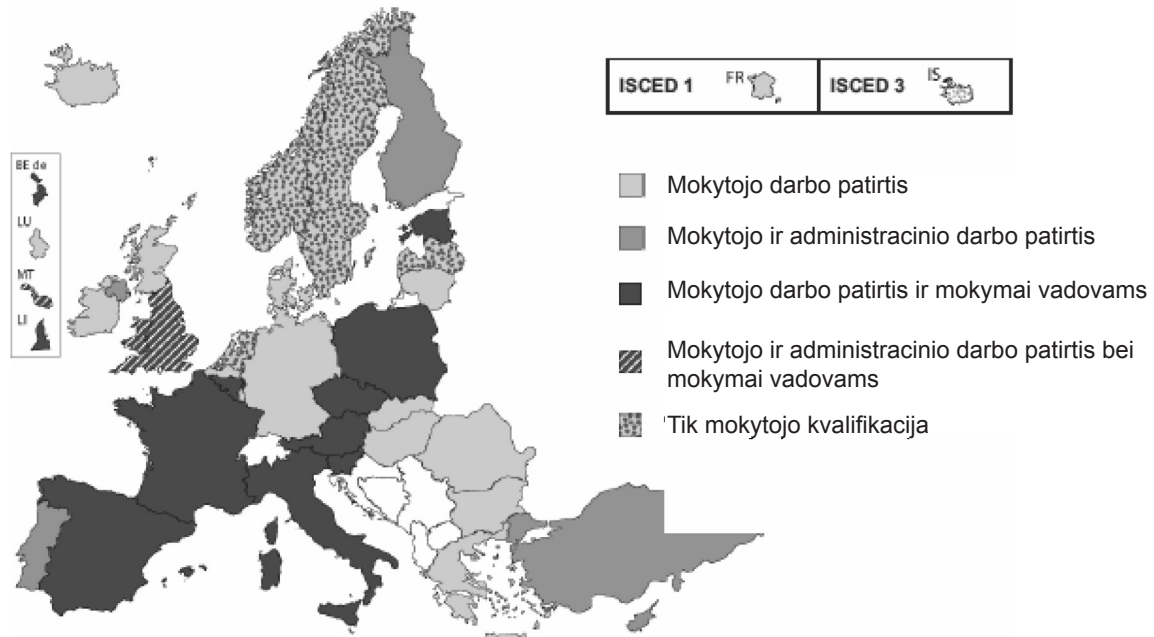 ISCED 1 FR ISCED 3 IS
BE de
LU
MT
LI
Mokytojo darbo patirtis
Mokytojo ir administracinio darbo patirtis
Mokytojo darbo patirtis ir mokymai vadovams
Mokytojo ir administracinio darbo patirtis bei
mokymai vadovams
Tik mokytojo kvalifikacija